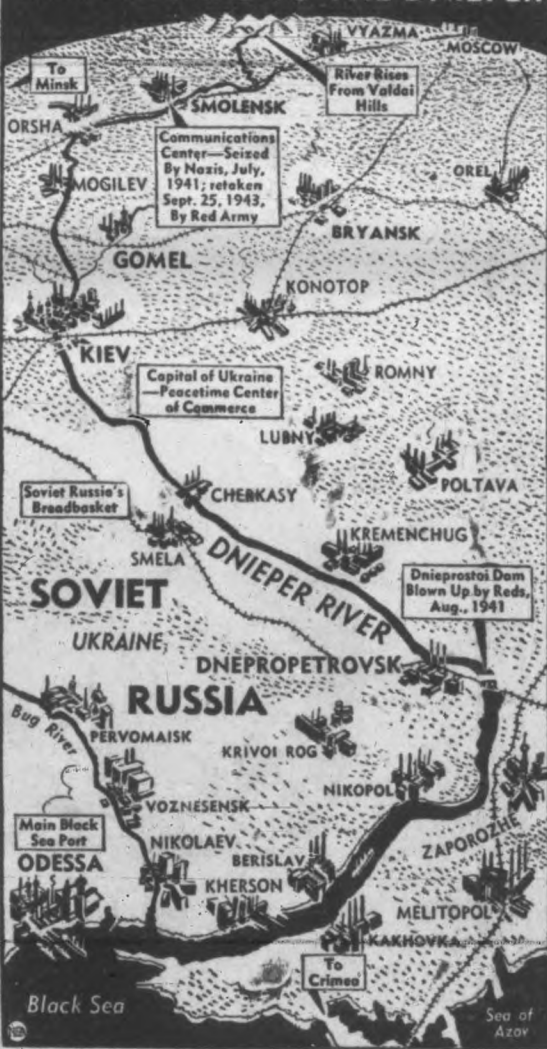 VYAZMA
MOSCOW
To
Minsk
River Rises
From Valdai
Hills
SMOLENSK
ORSHA
Communications
Center—Seized
By Nazis, July,
1941; retaken
Sept. 25, 1943,
By Red Army
OREL
MOGILEV
BRYANSK
GOMEL
KONOTOP
KIEV
Capital of Ukraine
—Peacetime Center
of Commerce
ROMNY
LUBNY
POLTAVA
Soviet Russia's
Breadbasket
CHERKASY
KREMENCHUG
SMELA
DNIEPER RIVER
Dnieprostoi Dam
Blown Up by Reds,
Aug., 1941
SOVIET
UKRAINE,
DNEPROPETROVSK
RUSSIA
Bug River
PERVOMAISK
KRIVOI ROG
NIKOPOL
VOZNESENSK
ZAPOROZHE
Main Black
Sea Port
ODESSA
NIKOLAEV
BERISLAV
KHERSON
MELITOPOL
KAKHOVK
To
Crimea
Black Sea
Sea of
Azov
NEA